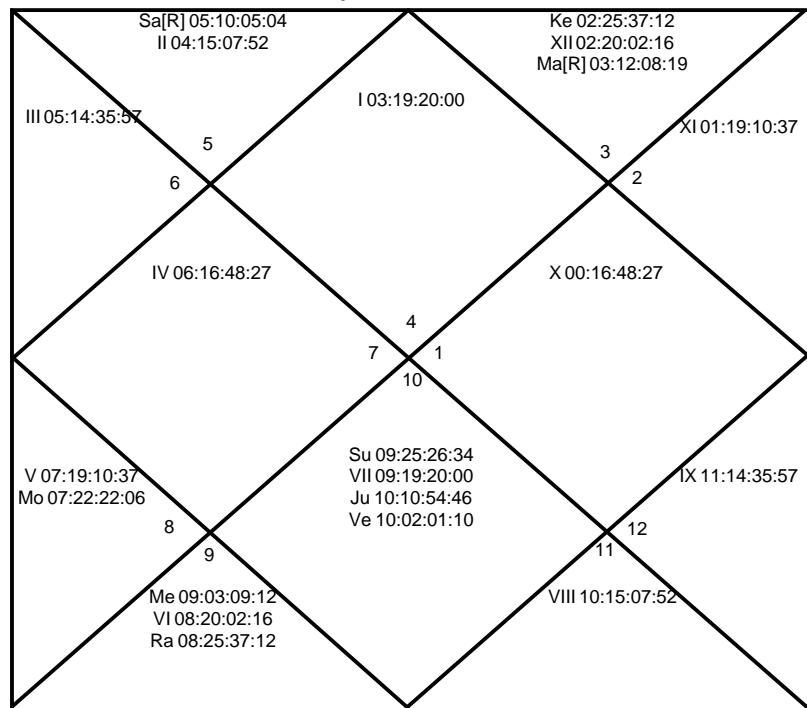 Sa[R] 05:10:05:04
II 04:15:07:52
Ke 02:25:37:12
XII 02:20:02:16
Ma[R] 03:12:08:19
I 03:19:20:00
III 05:14:35:57
XI 01:19:10:37
5
3
6
2
IV 06:16:48:27
X 00:16:48:27
4
7
1
10
Su 09:25:26:34
VII 09:19:20:00
Ju 10:10:54:46
Ve 10:02:01:10
V 07:19:10:37
Mo 07:22:22:06
IX 11:14:35:57
8
12
9
11
Me 09:03:09:12
VI 08:20:02:16
Ra 08:25:37:12
VIII 10:15:07:52